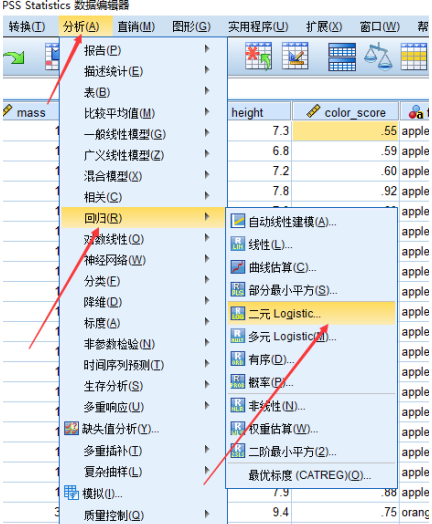 PSS Statistics 数据编辑器
转换(T) 分析(A) 直销(M) 图形(G) 实用程序(U) 扩展(X) 窗口(W) 帮
报告(P)
描述统计(E)
表(B)
比较平均值(M)
一般线性模型(G)
广义线性模型(Z)
混合模型(X)
相关(C)
回归(R)
对数线性(O)
神经网络(W)
分类(F)
降维(D)
标度(A)
非参数检验(N)
时间序列预测(T)
生存分析(S)
多重响应(U)
缺失值分析(Y)...
多重插补(T)
复杂抽样(L)
模拟(I)...
质量控制(Q)
自动线性建模(A)...
线性(L)...
曲线估算(C)...
部分最小平方(S)...
二元 Logistic...
多元 Logistic(M)...
有序(D)...
概率(P)...
非线性(N)...
权重估算(W)...
二阶最小平方(2)...
最优标度 (CATREG)(O)...
mass height color_score
7.3 .55 apple
6.8 .59 apple
7.2 .60 apple
7.8 .92 apple
apple
apple
apple
apple
apple
apple
apple
apple
apple
apple
apple
apple
apple
7.9 .88 apple
3 9.4 .75 orang